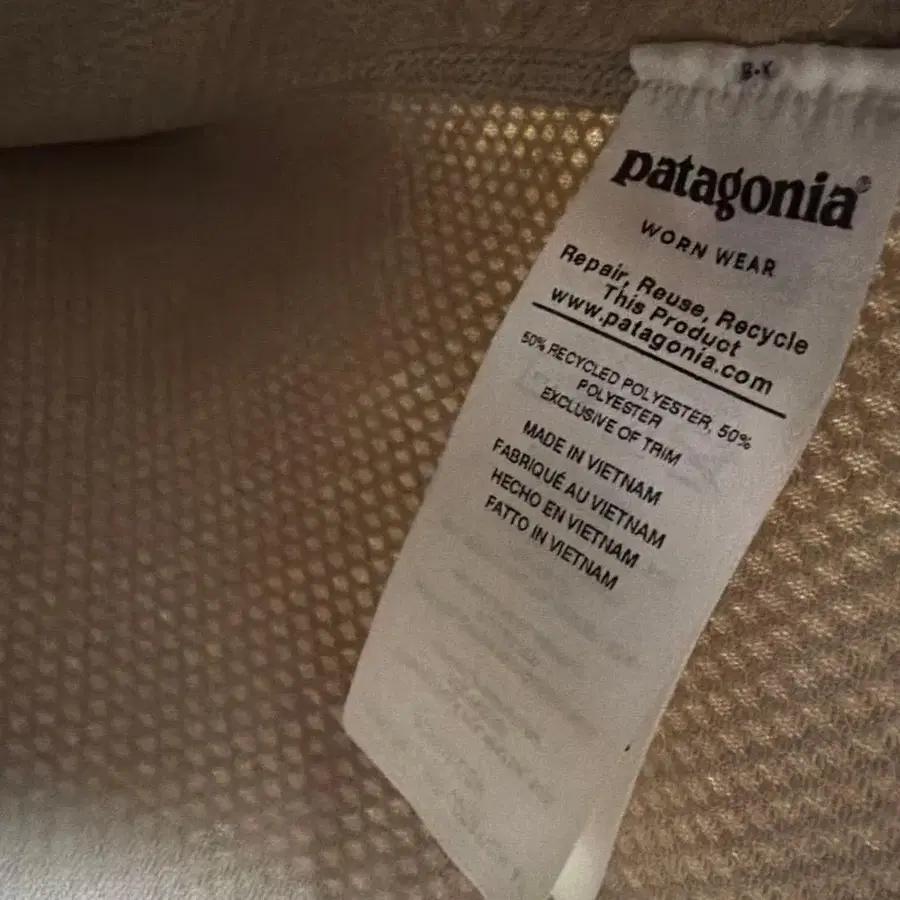 B.K
patagonia®
WORN WEAR
Repair, Reuse, Recycle
This Product
www.patagonia.com
50% RECYCLED POLYESTER, 50%
POLYESTER
EXCLUSIVE OF TRIM
MADE IN VIETNAM
FABRIQUÉ AU VIETNAM
HECHO EN VIETNAM
FATTO IN VIETNAM